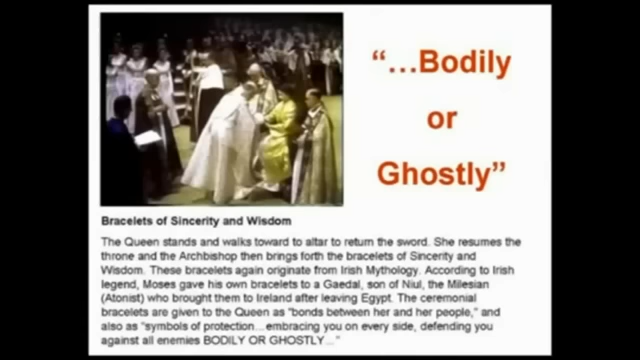 “…Bodily
or
Ghostly”
Bracelets of Sincerity and Wisdom
The Queen stands and walks toward to altar to return the sword. She resumes the
throne and the Archbishop then brings forth the bracelets of Sincerity and
Wisdom. These bracelets again originate from Irish Mythology. According to Irish
legend, Moses gave his own bracelets to a Gaedal, son of Niul, the Milesian
(Atonist) who brought them to Ireland after leaving Egypt. The ceremonial
bracelets are given to the Queen as "bonds between her and her people," and
also as "symbols of protection…embracing you on every side, defending you
against all enemies BODILY OR GHOSTLY…"